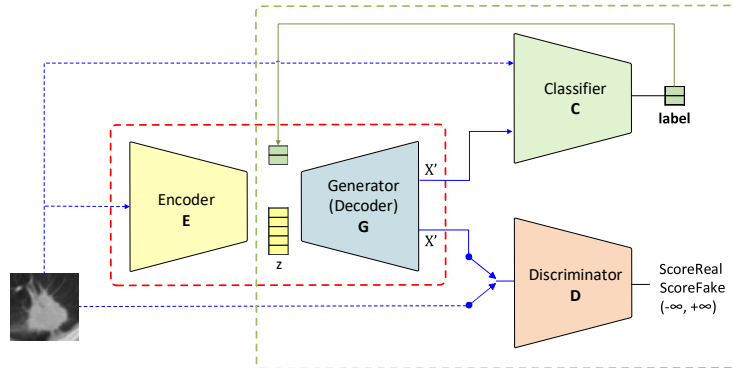 Classifier
C
label
Encoder
E
Generator
(Decoder)
G
X'
X'
z
Discriminator
D
ScoreReal
ScoreFake
(-∞, +∞)